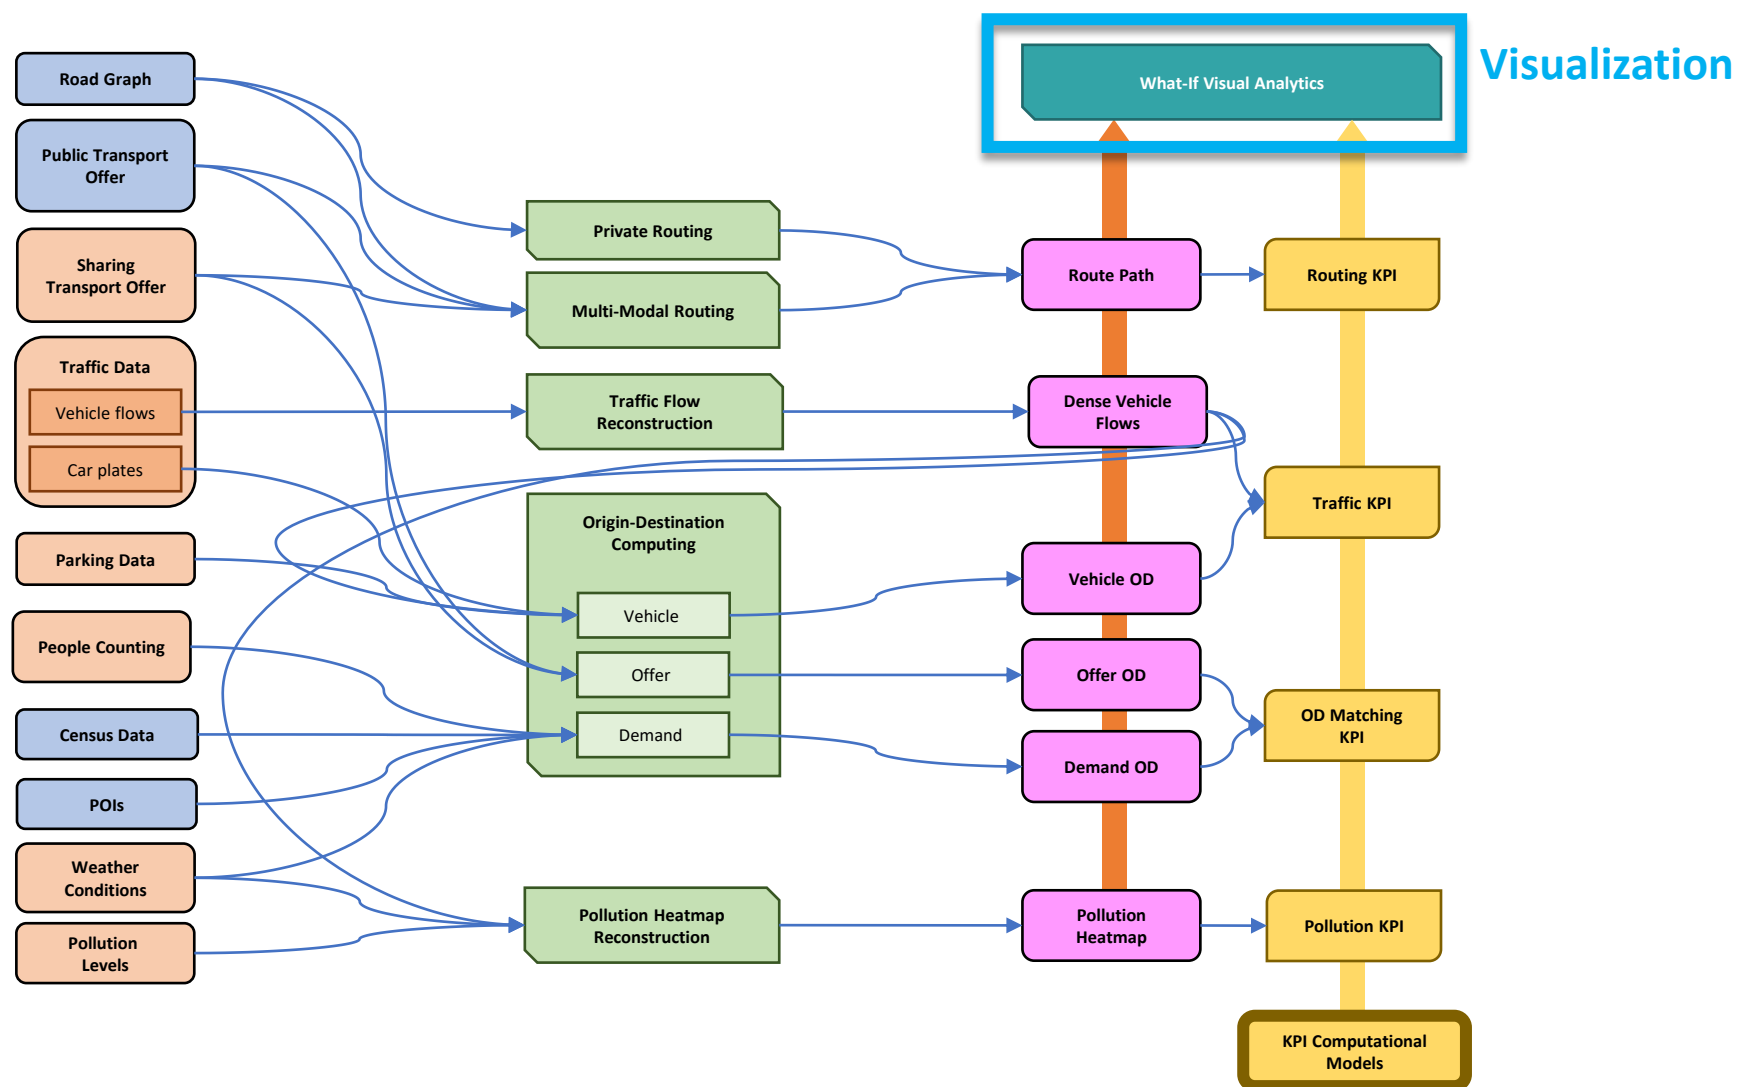 What-If Visual Analytics
Visualization
Road Graph
Public Transport
Offer
Sharing
Transport Offer
Traffic Data
Vehicle flows
Car plates
Parking Data
People Counting
Census Data
POIs
Weather
Conditions
Pollution
Levels
Private Routing
Multi-Modal Routing
Traffic Flow
Reconstruction
Origin-Destination
Computing
Vehicle
Offer
Demand
Pollution Heatmap
Reconstruction
Route Path
Dense Vehicle
Flows
Vehicle OD
Offer OD
Demand OD
Pollution
Heatmap
Routing KPI
Traffic KPI
OD Matching
KPI
Pollution KPI
KPI Computational
Models